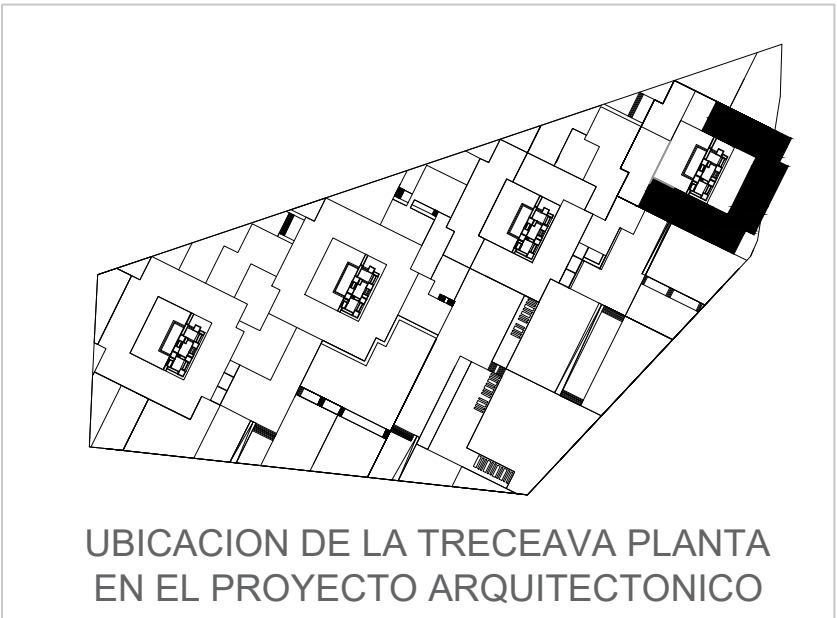 UBICACION DE LA TRECEAVA PLANTA
EN EL PROYECTO ARQUITECTONICO